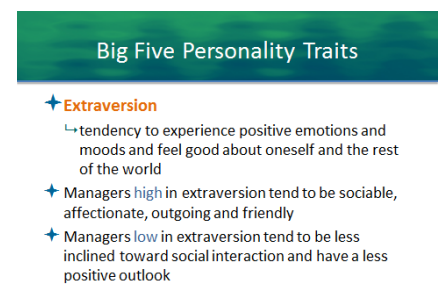 Big Five Personality Traits
Extraversion
tendency to experience positive emotions and
moods and feel good about oneself and the rest
of the world
Managers high in extraversion tend to be sociable,
affectionate, outgoing and friendly
Managers low in extraversion tend to be less
inclined toward social interaction and have a less
positive outlook